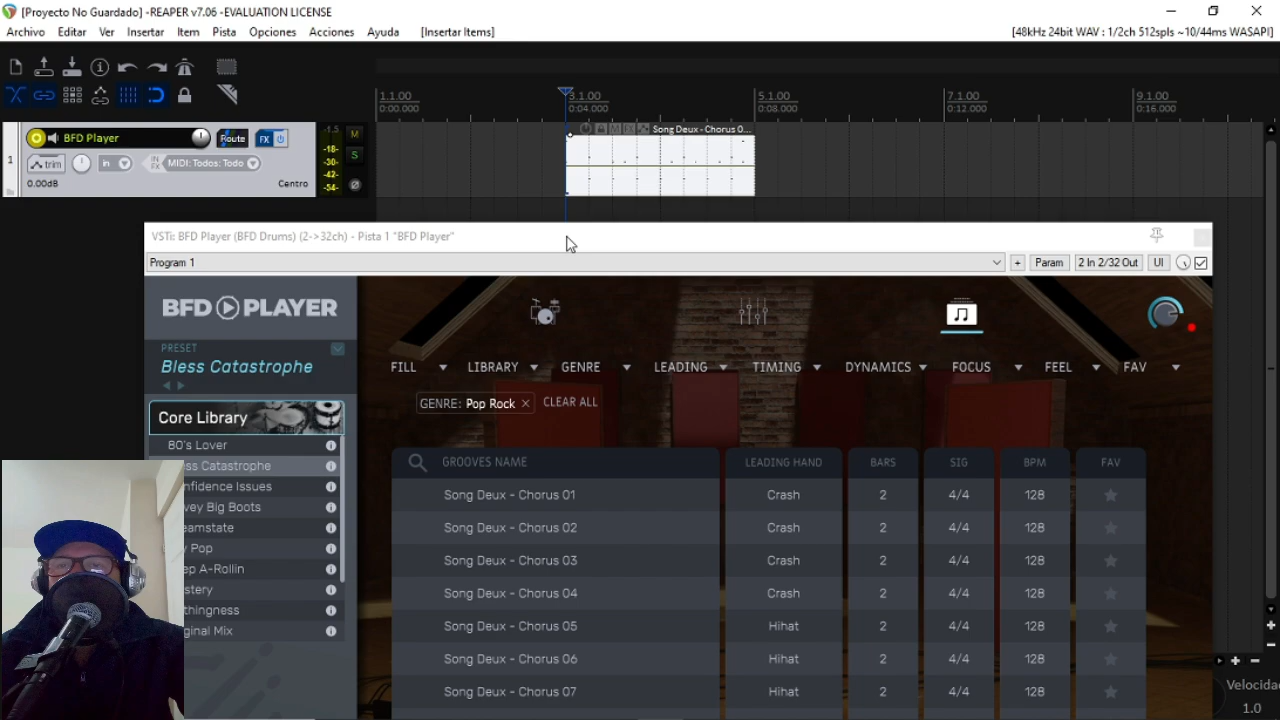 [Proyecto No Guardado] -REAPER v7.06 -EVALUATION LICENSE
Archivo Editar Ver Insertar Item Pista Opciones Acciones Ayuda [Insertar Items] [48kHz 24bit WAV : 1/2ch 512spls ~10/44ms WASAPI]
1.1.00 3.1.00 5.1.00 7.1.00 9.1.00
0:00.000 0:04.000 0:08.000 0:12.000 0:16.000
1 BFD Player Route FX M
trim in IN FX MIDI: Todos: Todo S
0.00dB Centro
-1.5
-18-
-30-
-42-
-54-
Song Deux - Chorus 0...
VSTi: BFD Player (BFD Drums) (2->32ch) - Pista 1 "BFD Player"
Program 1 + Param 2 In 2/32 Out UI
BFD PLAYER
PRESET
Bless Catastrophe
Core Library
80's Lover
ess Catastrophe
nfidence Issues
vey Big Boots
eamstate
y Pop
ep A-Rollin
stery
thingness
ginal Mix
FILL LIBRARY GENRE LEADING TIMING DYNAMICS FOCUS FEEL FAV
GENRE: Pop Rock × CLEAR ALL
GROOVES NAME LEADING HAND BARS SIG BPM FAV
Song Deux - Chorus 01 Crash 2 4/4 128
Song Deux - Chorus 02 Crash 2 4/4 128
Song Deux - Chorus 03 Crash 2 4/4 128
Song Deux - Chorus 04 Crash 2 4/4 128
Song Deux - Chorus 05 Hihat 2 4/4 128
Song Deux - Chorus 06 Hihat 2 4/4 128
Song Deux - Chorus 07 Hihat 2 4/4 128
Velocida
1.0